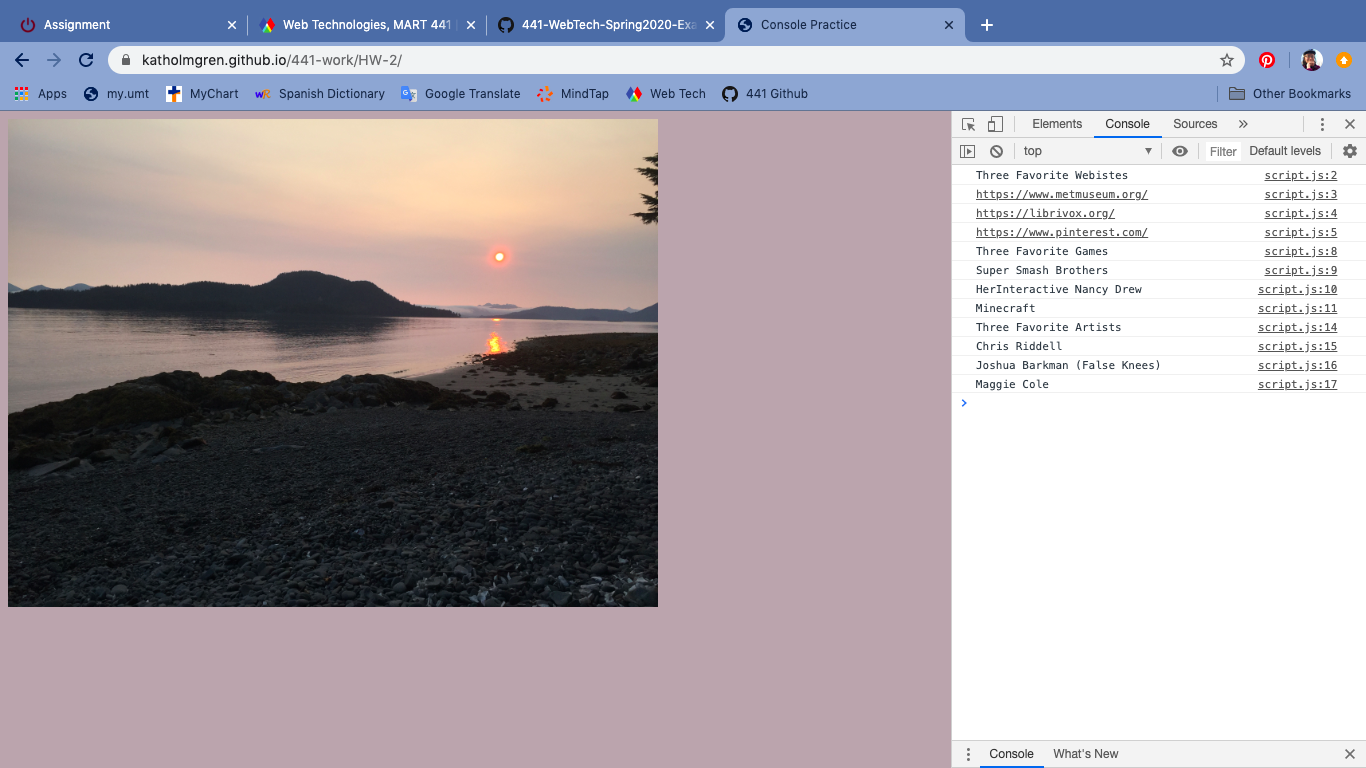 Assignment
Web Technologies, MART 441
441-WebTech-Spring2020-Exa
Console Practice
katholmgren.github.io/441-work/HW-2/
Apps my.umt MyChart wR Spanish Dictionary Google Translate MindTap Web Tech 441 Github Other Bookmarks
Elements Console Sources »
top Filter Default levels
Three Favorite Webistes script.js:2
https://www.metmuseum.org/ script.js:3
https://librivox.org/ script.js:4
https://www.pinterest.com/ script.js:5
Three Favorite Games script.js:8
Super Smash Brothers script.js:9
HerInteractive Nancy Drew script.js:10
Minecraft script.js:11
Three Favorite Artists script.js:14
Chris Riddell script.js:15
Joshua Barkman (False Knees) script.js:16
Maggie Cole script.js:17
Console What's New